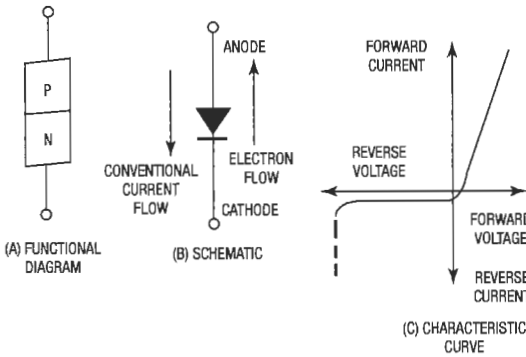 P
N
(A) FUNCTIONAL
DIAGRAM
ANODE
CONVENTIONAL
CURRENT
FLOW
ELECTRON
FLOW
CATHODE
(B) SCHEMATIC
FORWARD
CURRENT
REVERSE
VOLTAGE
FORWARD
VOLTAGE
REVERSE
CURRENT
(C) CHARACTERISTIC
CURVE